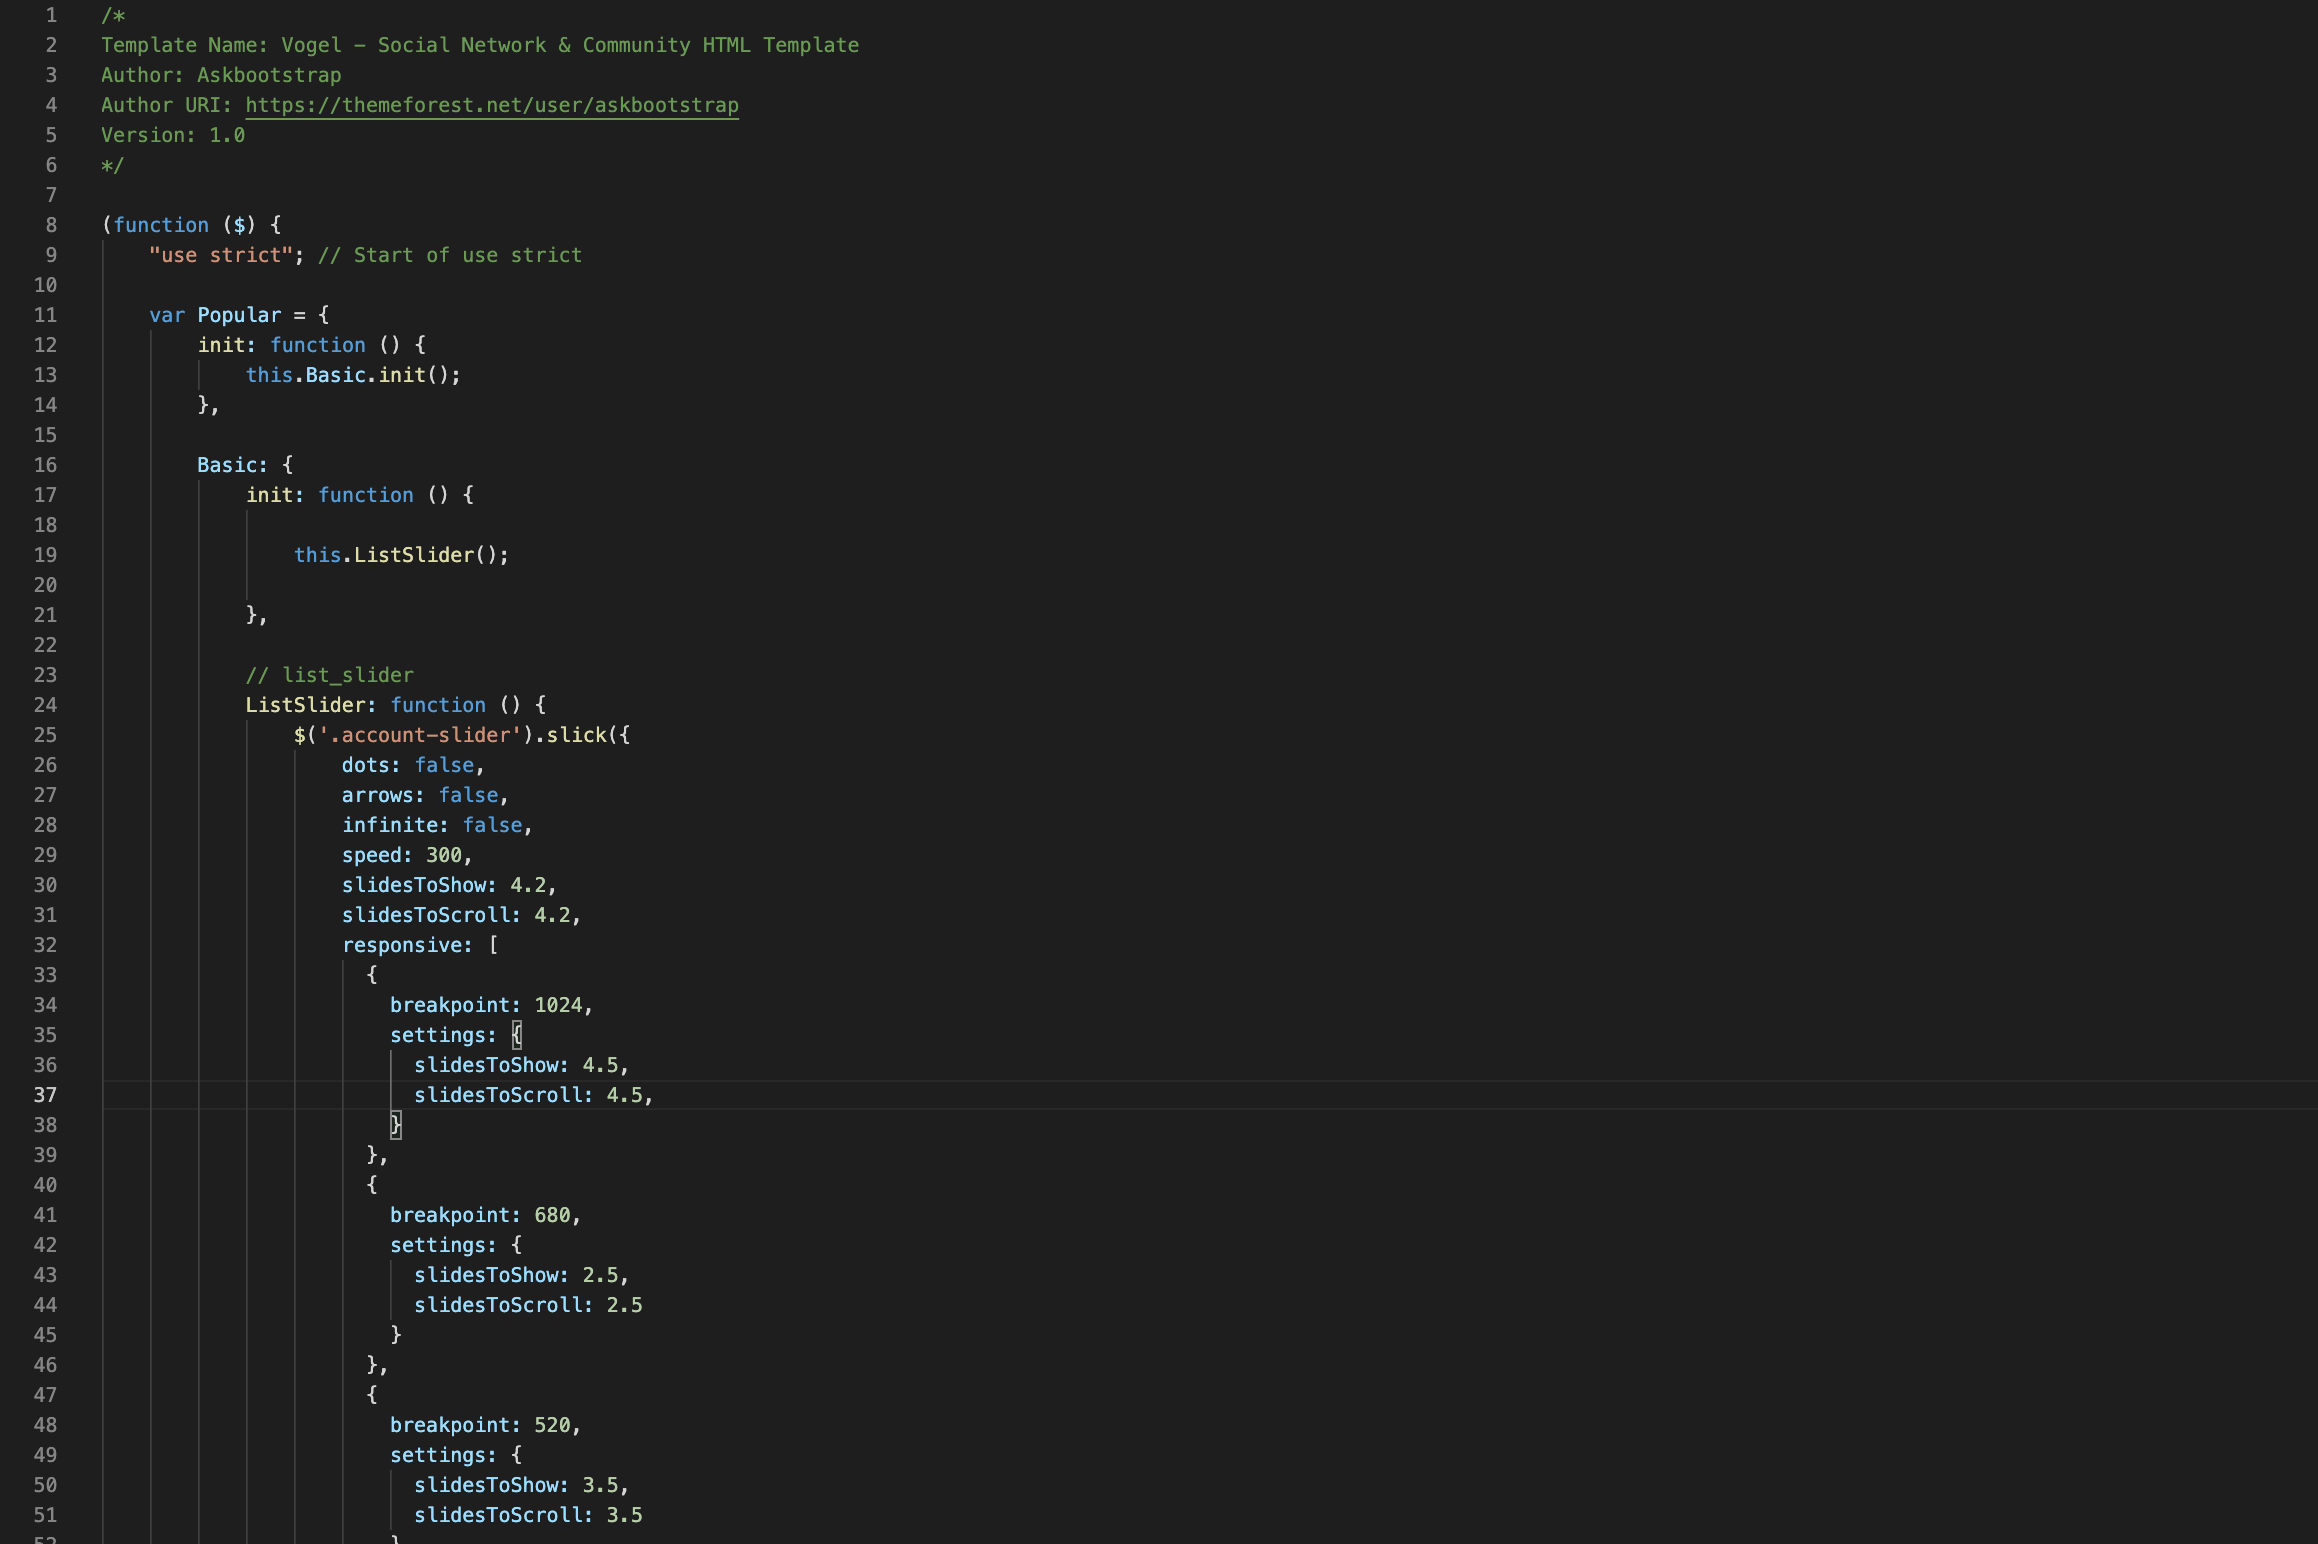 1 /*
2 Template Name: Vogel – Social Network & Community HTML Template
3 Author: Askbootstrap
4 Author URI: https://themeforest.net/user/askbootstrap
5 Version: 1.0
6 */
7
8 (function ($) {
9 "use strict"; // Start of use strict
10
11 var Popular = {
12 init: function () {
13 this.Basic.init();
14 },
15
16 Basic: {
17 init: function () {
18
19 this.ListSlider();
20
21 },
22
23 // list_slider
24 ListSlider: function () {
25 $('.account-slider').slick({
26 dots: false,
27 arrows: false,
28 infinite: false,
29 speed: 300,
30 slidesToShow: 4.2,
31 slidesToScroll: 4.2,
32 responsive: [
33 {
34 breakpoint: 1024,
35 settings: {
36 slidesToShow: 4.5,
37 slidesToScroll: 4.5,
38 }
39 },
40 {
41 breakpoint: 680,
42 settings: {
43 slidesToShow: 2.5,
44 slidesToScroll: 2.5
45 }
46 },
47 {
48 breakpoint: 520,
49 settings: {
50 slidesToShow: 3.5,
51 slidesToScroll: 3.5
52 }